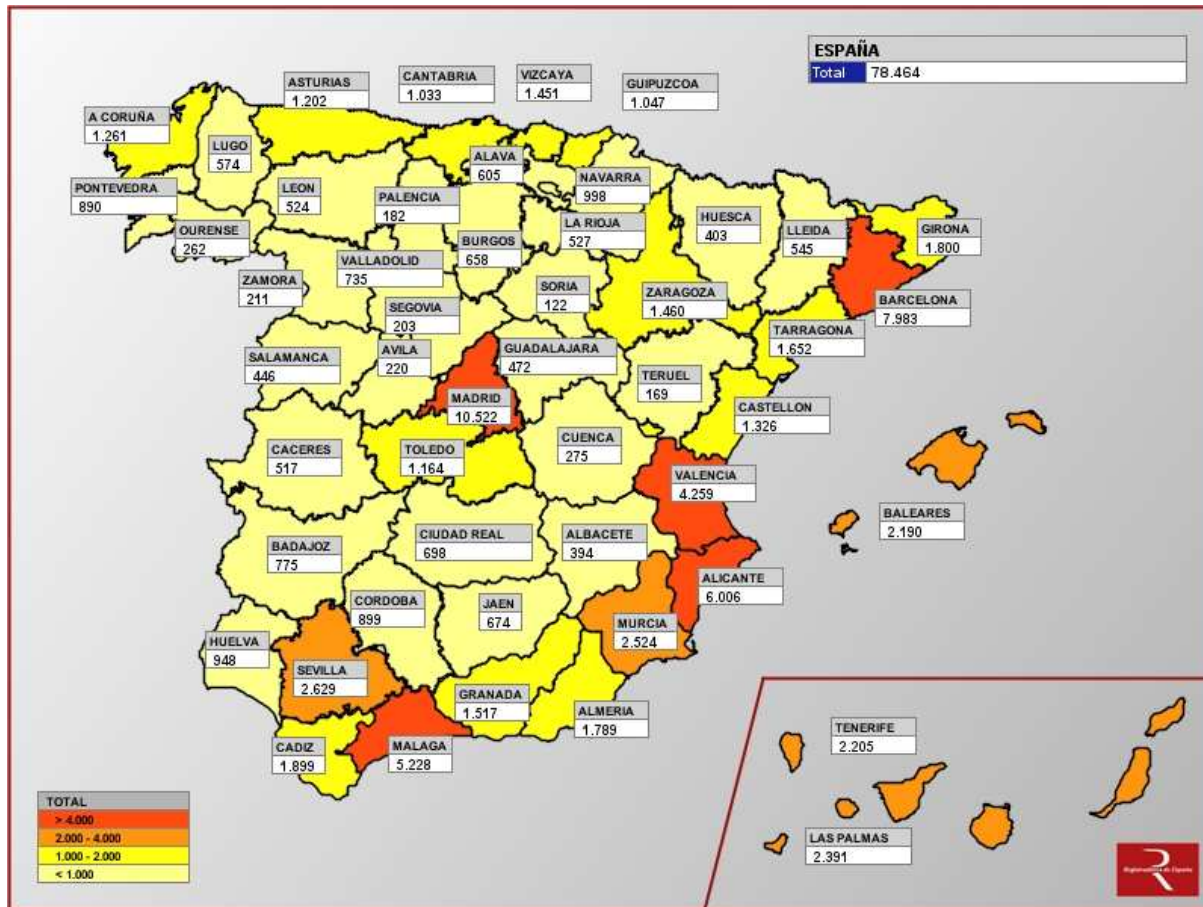 ESPAÑA
Total 78.464
ASTURIAS
1.202
CANTABRIA
1.033
VIZCAYA
1.451
GUIPUZCOA
1.047
A CORUÑA
1.261
LUGO
574
ALAVA
605
NAVARRA
998
PONTEVEDRA
890
LEON
524
PALENCIA
182
OURENSE
262
BURGOS
658
LA RIOJA
527
HUESCA
403
LLEIDA
545
GIRONA
1.800
ZAMORA
211
VALLADOLID
735
SORIA
122
ZARAGOZA
1.460
BARCELONA
7.983
SEGOVIA
203
TARRAGONA
1.652
SALAMANCA
446
AVILA
220
GUADALAJARA
472
TERUEL
169
MADRID
10.522
CASTELLON
1.326
CACERES
517
TOLEDO
1.164
CUENCA
275
VALENCIA
4.259
BALEARES
2.190
BADAJOZ
775
CIUDAD REAL
698
ALBACETE
394
ALICANTE
6.006
CORDOBA
899
JAEN
674
MURCIA
2.524
HUELVA
948
SEVILLA
2.629
GRANADA
1.517
ALMERIA
1.789
CADIZ
1.899
MALAGA
5.228
TENERIFE
2.205
LAS PALMAS
2.391
TOTAL
> 4.000
2.000 - 4.000
1.000 - 2.000
< 1.000
R
Registradores de España